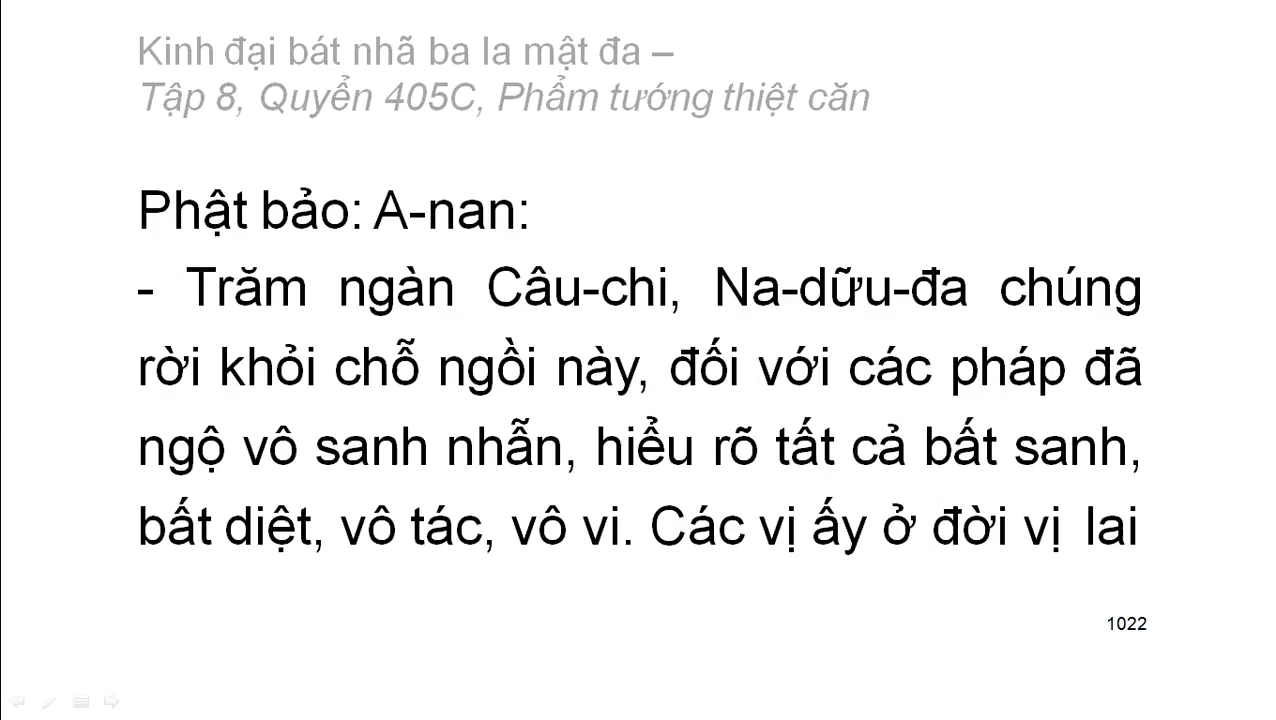 Kinh đại bát nhã ba la mật đa –
Tập 8, Quyển 405C, Phẩm tướng thiệt căn
Phật bảo: A-nan:
- Trăm ngàn Câu-chi, Na-dữu-đa chúng
rời khỏi chỗ ngồi này, đối với các pháp đã
ngộ vô sanh nhẫn, hiểu rõ tất cả bất sanh,
bất diệt, vô tác, vô vi. Các vị ấy ở đời vị lai
1022